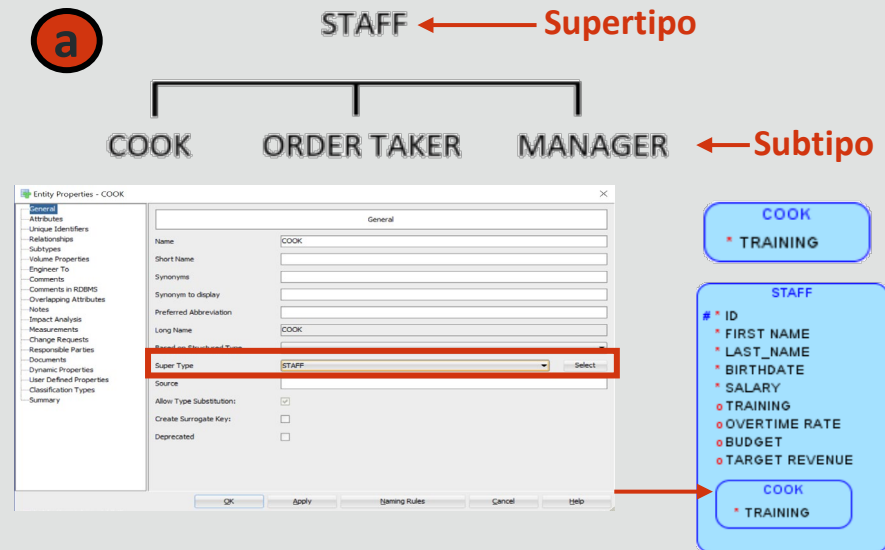 a
STAFF
Supertipo
COOK ORDER TAKER MANAGER
Subtipo
Entity Properties - COOK
General
Attributes
Unique Identifiers
Relationships
Subtypes
Volume Properties
Engineer To
Comments
Comments in RDBMS
Overlapping Attributes
Notes
Impact Analysis
Measurements
Change Requests
Responsible Parties
Documents
Dynamic Properties
User Defined Properties
Classification Types
Summary
General
Name COOK
Short Name
Synonyms
Synonym to display
Preferred Abbreviation
Long Name COOK
Based on Structured Type
Super Type STAFF Select
Source
Allow Type Substitution:
Create Surrogate Key:
Deprecated
OK Apply Naming Rules Cancel Help
COOK
* TRAINING
STAFF
# * ID
* FIRST NAME
* LAST_NAME
* BIRTHDATE
* SALARY
o TRAINING
o OVERTIME RATE
o BUDGET
o TARGET REVENUE
COOK
* TRAINING